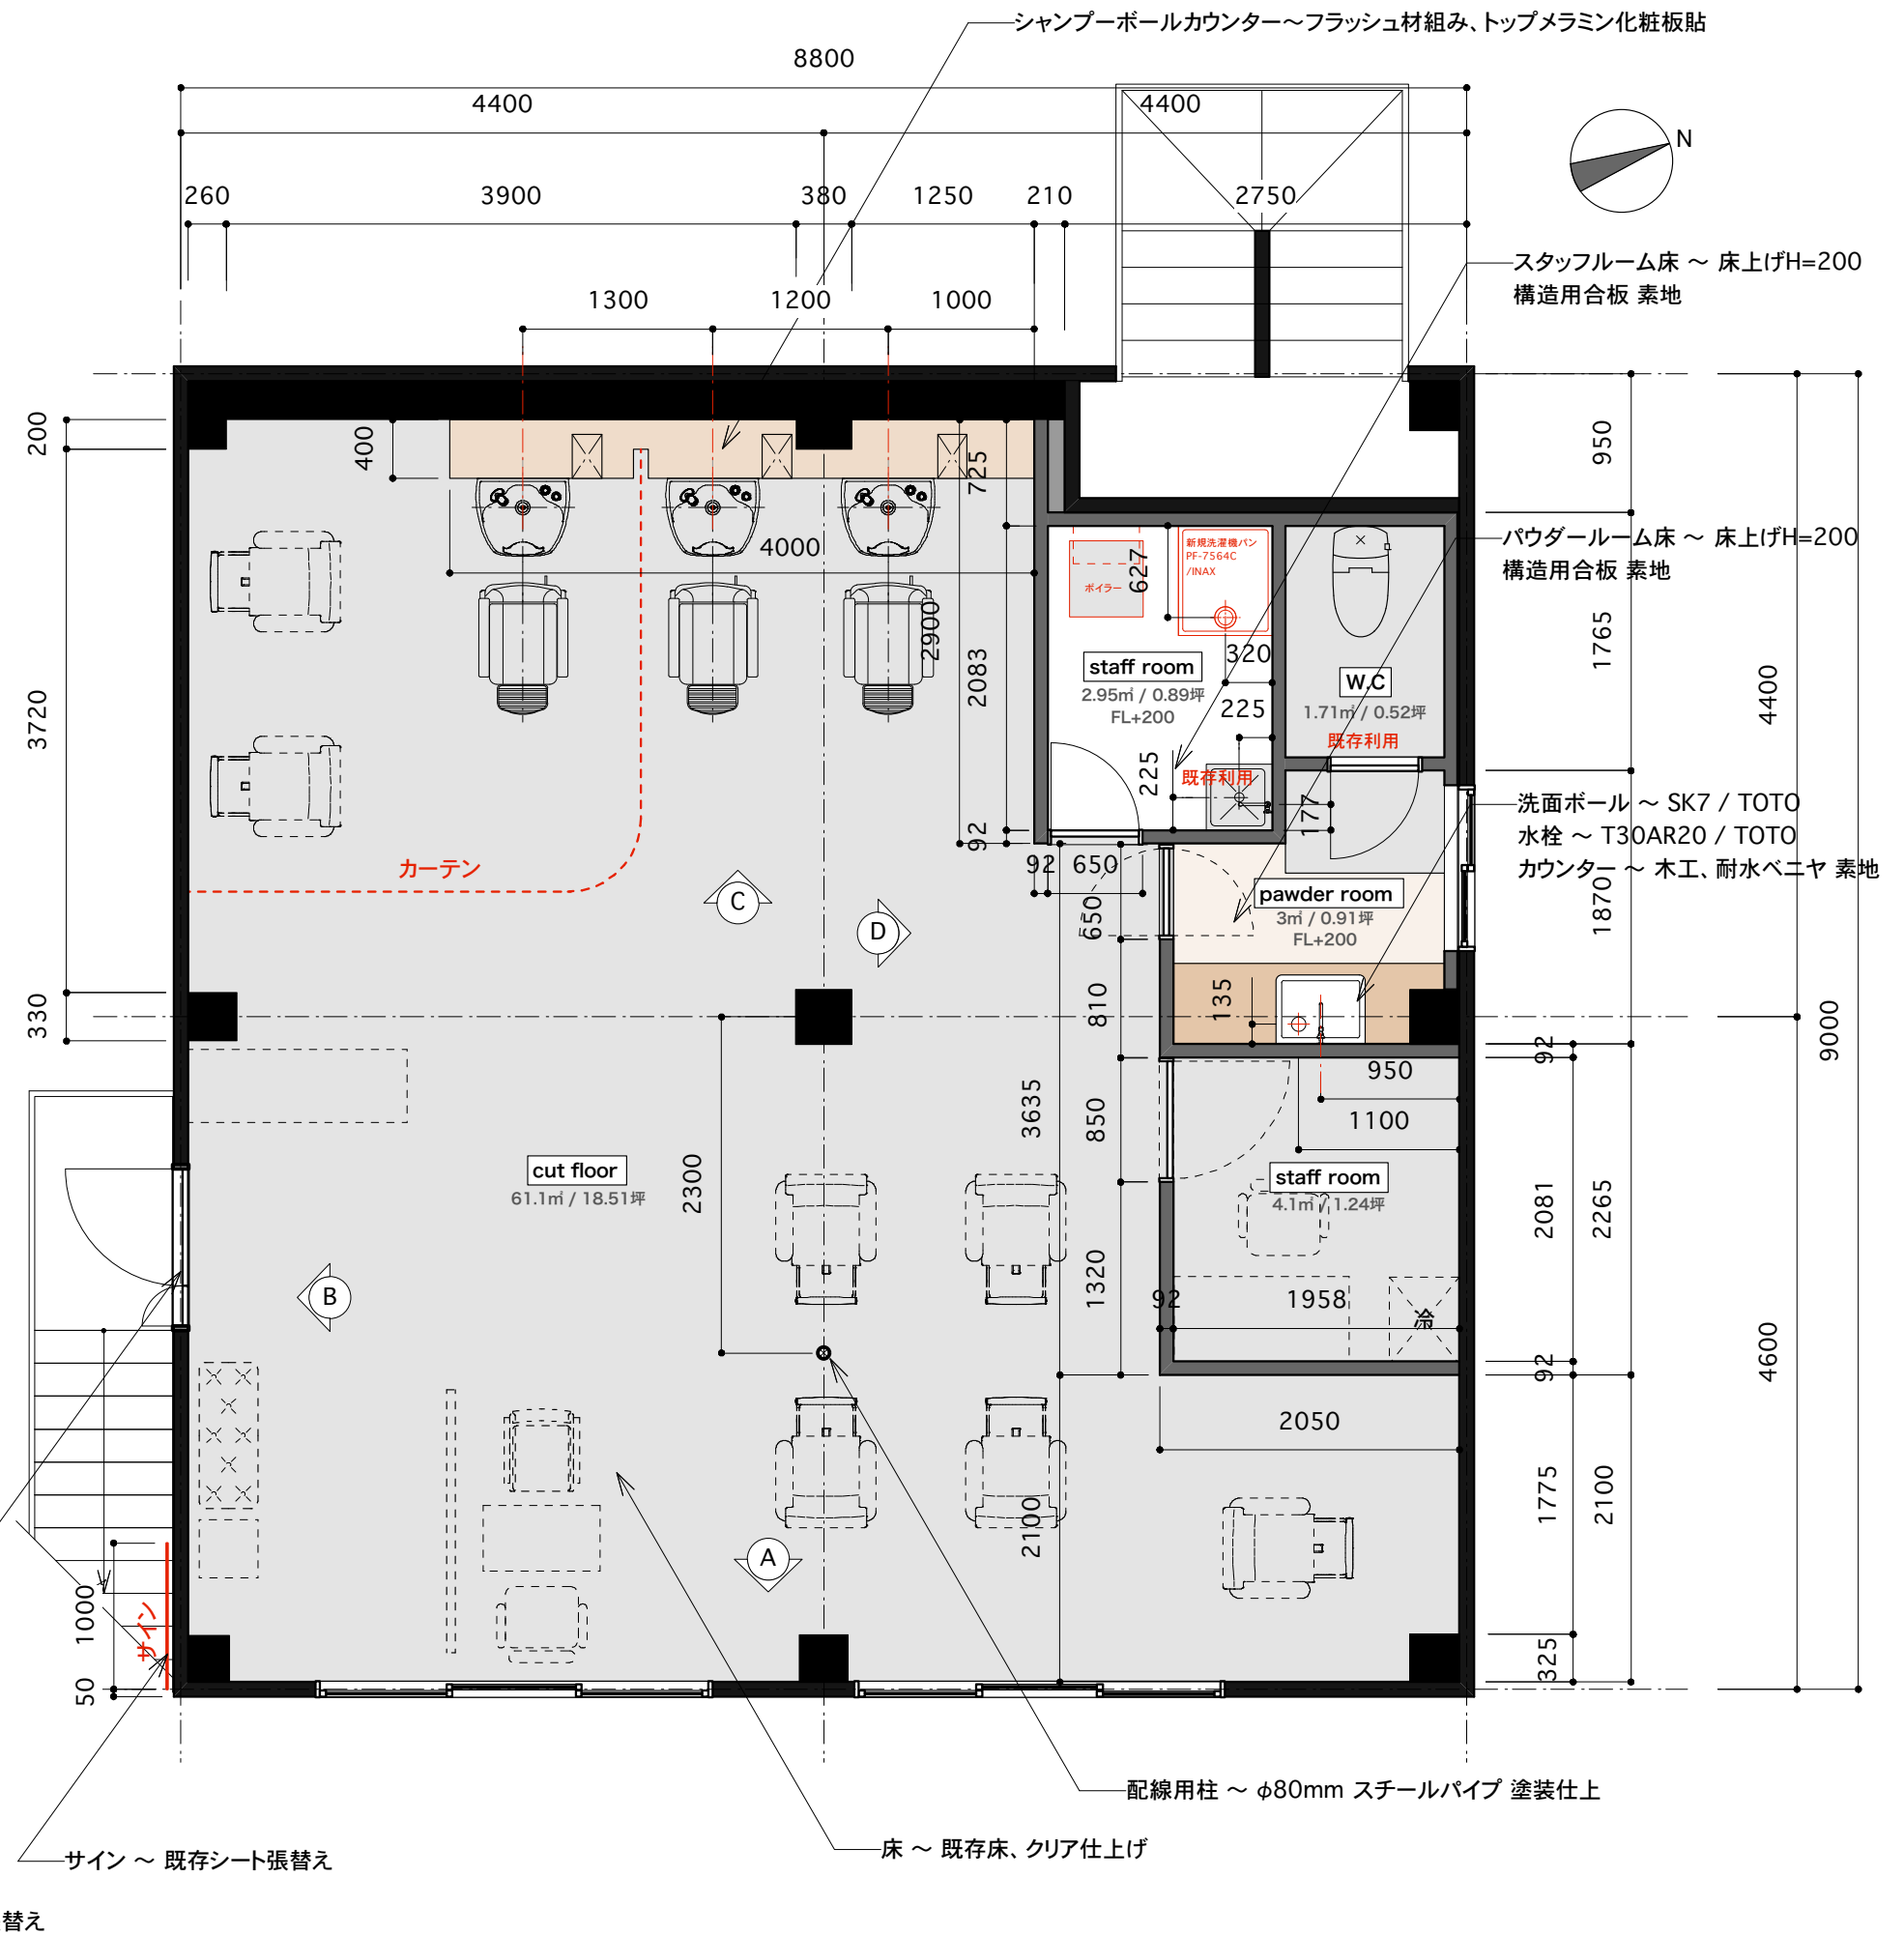 シャンプーボールカウンター～フラッシュ材組み、トップメラミン化粧板貼
8800
4400
4400
N
260
3900
380
1250
210
2750
スタッフルーム床 ～ 床上げH=200
構造用合板 素地
1300
1200
1000
200
400
725
950
新規洗濯機パン
PF-7564C
/INAX
ボイラー
627
4000
パウダールーム床 ～ 床上げH=200
構造用合板 素地
2900
2083
1765
320
staff room
2.95㎡ / 0.89坪
FL+200
W.C
1.71㎡ / 0.52坪
既存利用
225
225
既存利用
3720
4400
177
洗面ボール ～ SK7 / TOTO
水栓 ～ T30AR20 / TOTO
カウンター ～ 木工、耐水ベニヤ 素地
92
92
650
カーテン
C
D
650
pawder room
3㎡ / 0.91坪
FL+200
1870
330
810
135
9000
92
950
1100
3635
850
cut floor
61.1㎡ / 18.51坪
2300
staff room
4.1㎡ / 1.24坪
2081
2265
B
1320
92
1958
冷
92
4600
2050
1775
2100
2100
A
1000
サイン
50
325
配線用柱 ～ φ80mm スチールパイプ 塗装仕上
床 ～ 既存床、クリア仕上げ
サイン ～ 既存シート張替え
替え